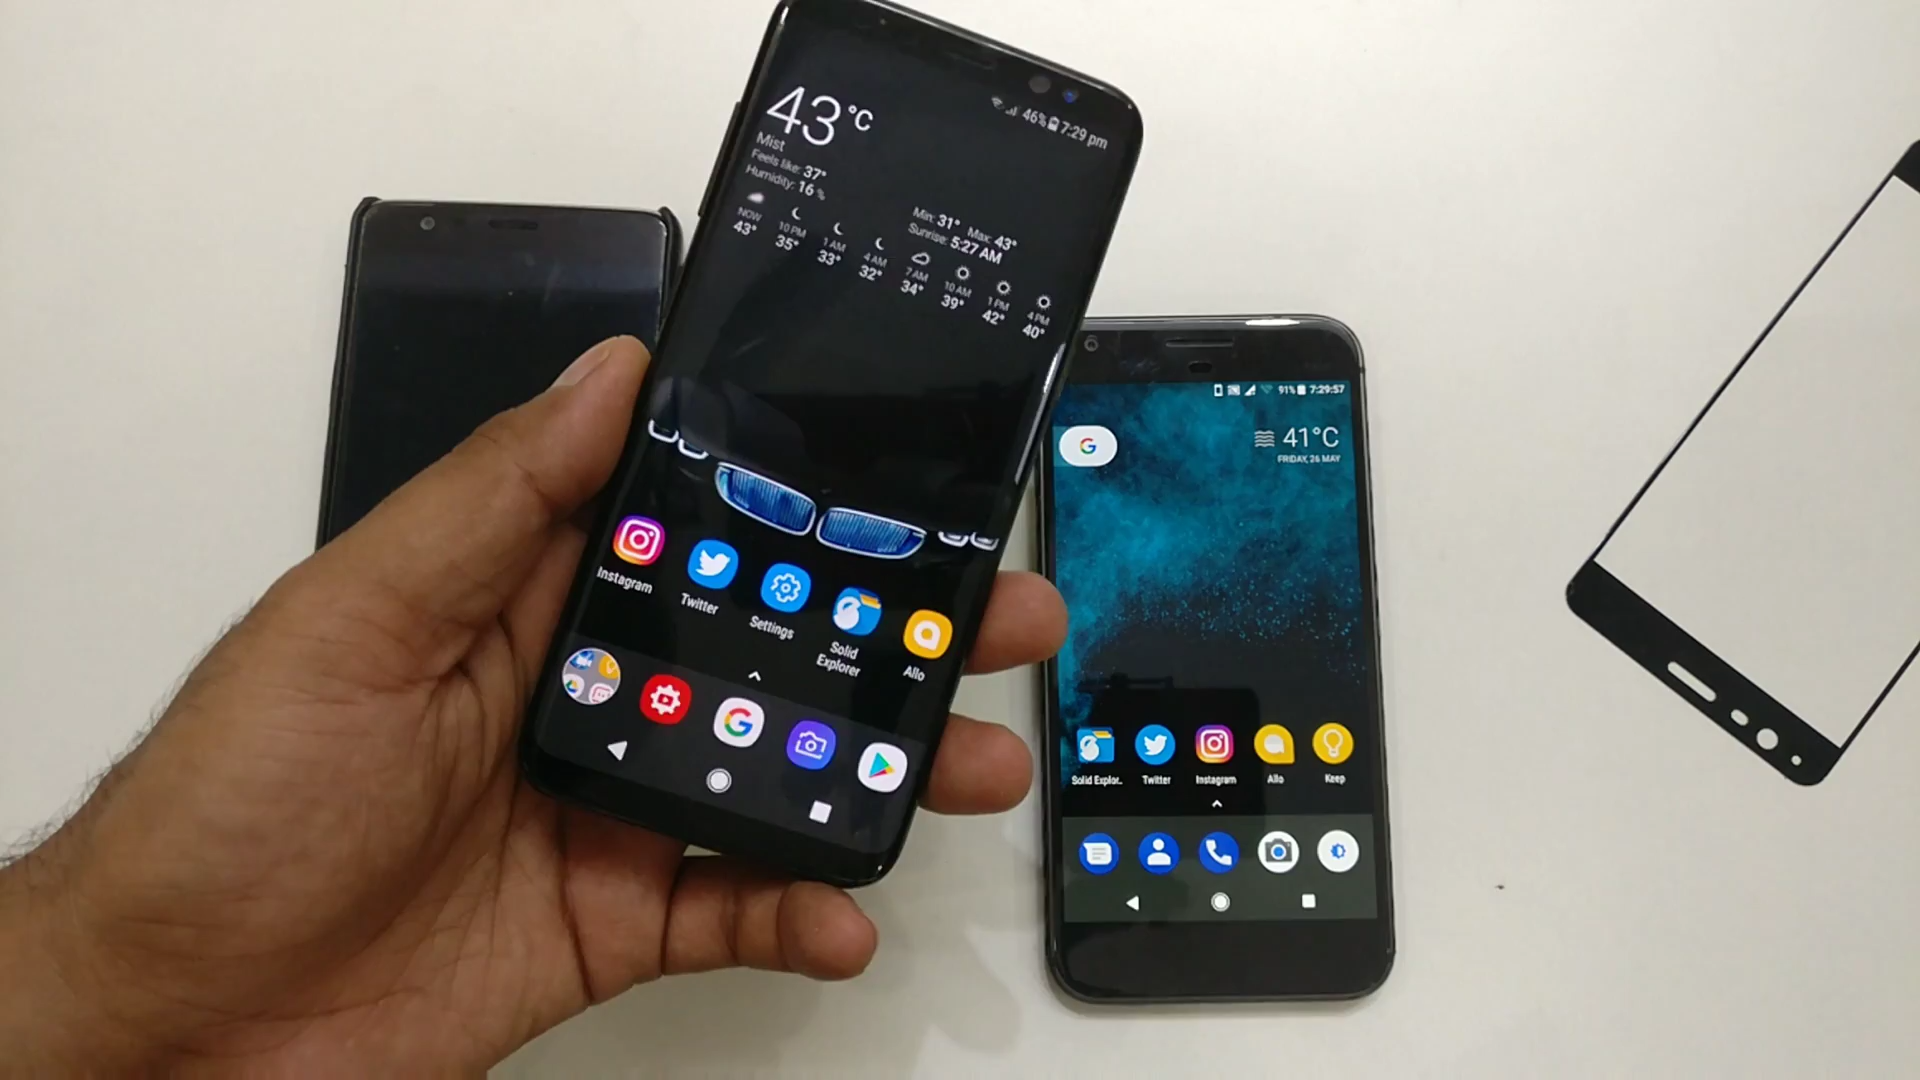 43°C
46% 7:29 pm
Mist
Feels like: 37°
Humidity: 16 %
Min: 31° Max: 43°
Sunrise: 5:27 AM
NOW 10 PM 1 AM 4 AM 7 AM 10 AM 1 PM 4 PM
43° 35° 33° 32° 34° 39° 42° 40°
Instagram Twitter Settings Solid Explorer Allo
G
91% 7:29:57
G
41°C
FRIDAY, 26 MAY
Solid Explor.. Twitter Instagram Allo Keep